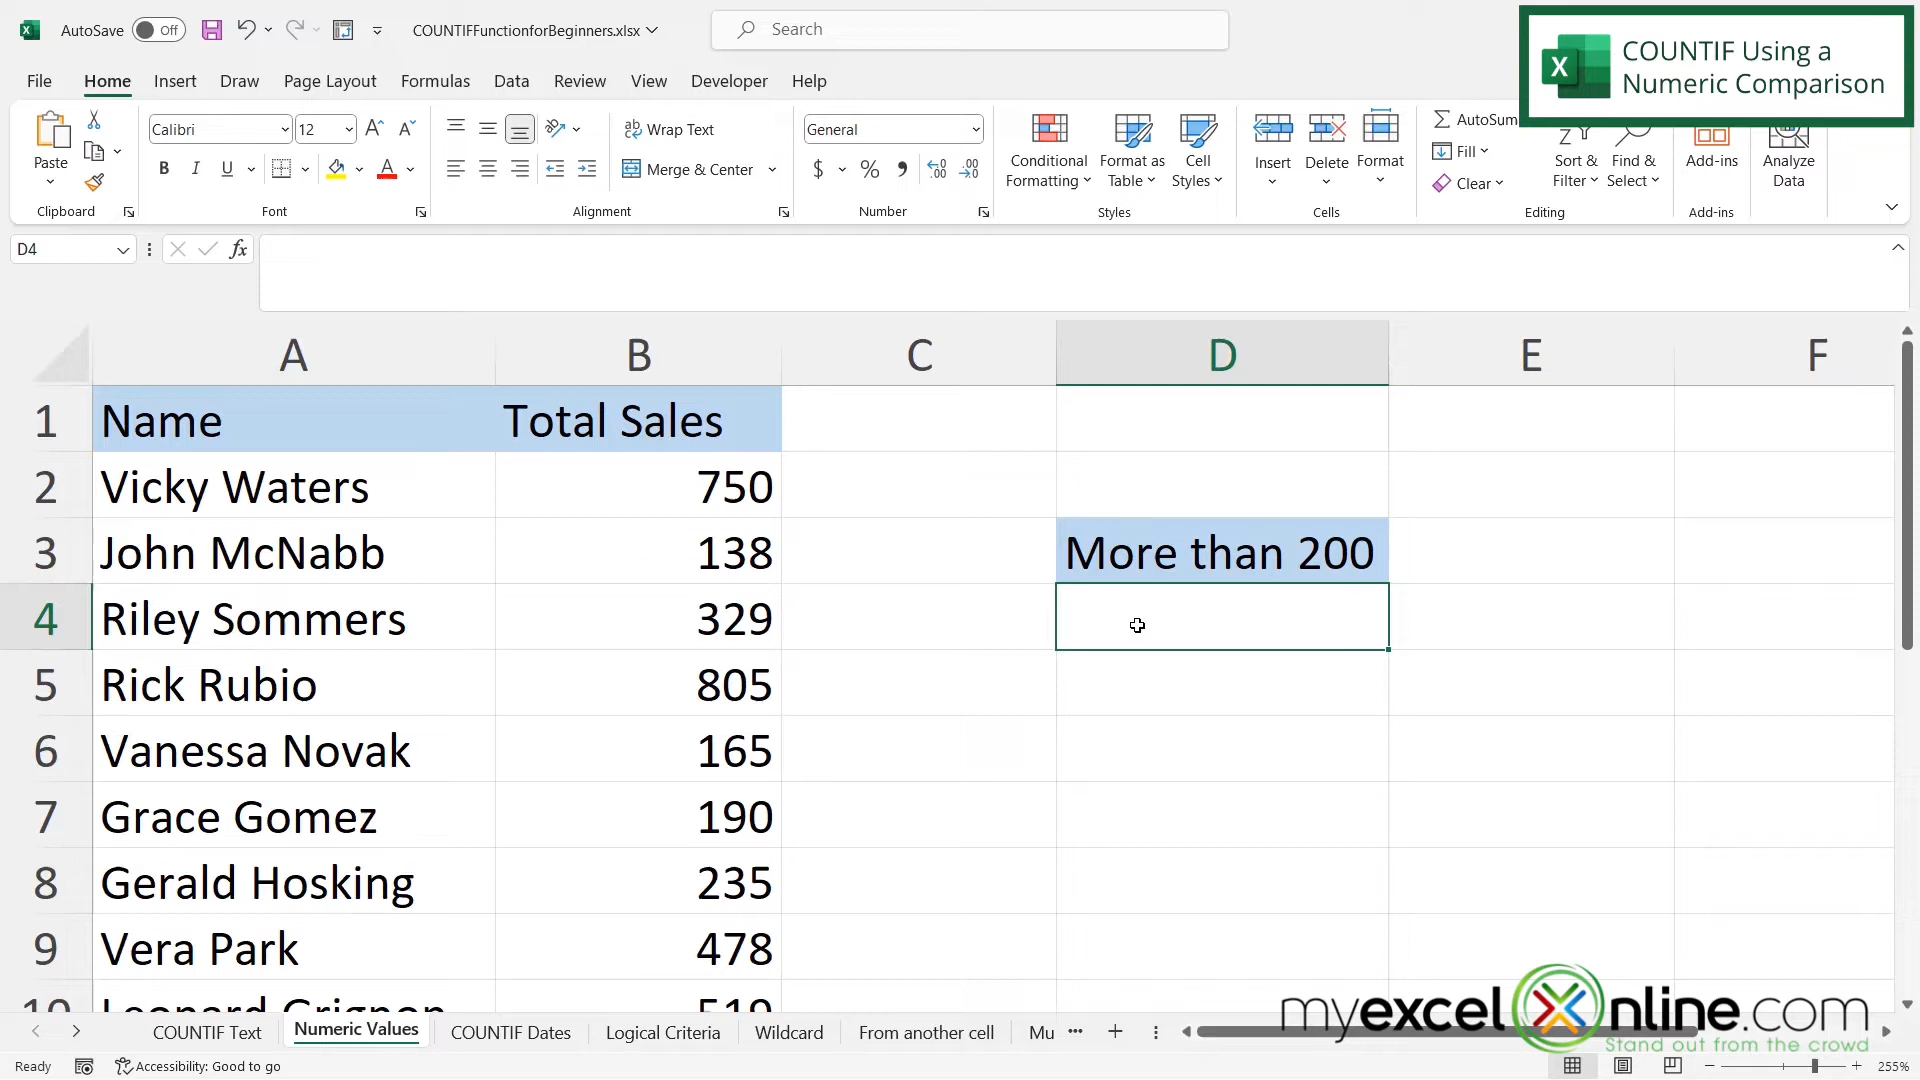 AutoSave Off COUNTIFFunctionforBeginners.xlsx Search
COUNTIF Using a
Numeric Comparison
File Home Insert Draw Page Layout Formulas Data Review View Developer Help
Paste
Clipboard
Calibri 12
B I U
Font
Wrap Text
Merge & Center
Alignment
General
$ %
Number
Conditional
Formatting
Format as
Table
Cell
Styles
Styles
Insert Delete Format
Cells
AutoSum
Fill
Clear
Sort &
Filter
Find &
Select
Editing
Add-ins
Add-ins
Analyze
Data
D4 fx
A B C D E F
1 Name Total Sales
2 Vicky Waters 750
3 John McNabb 138 More than 200
4 Riley Sommers 329
5 Rick Rubio 805
6 Vanessa Novak 165
7 Grace Gomez 190
8 Gerald Hosking 235
9 Vera Park 478
10 Leonard Grignon 519
myexcelonline.com
Stand out from the crowd
COUNTIF Text Numeric Values COUNTIF Dates Logical Criteria Wildcard From another cell Mu ...
Ready Accessibility: Good to go 255%